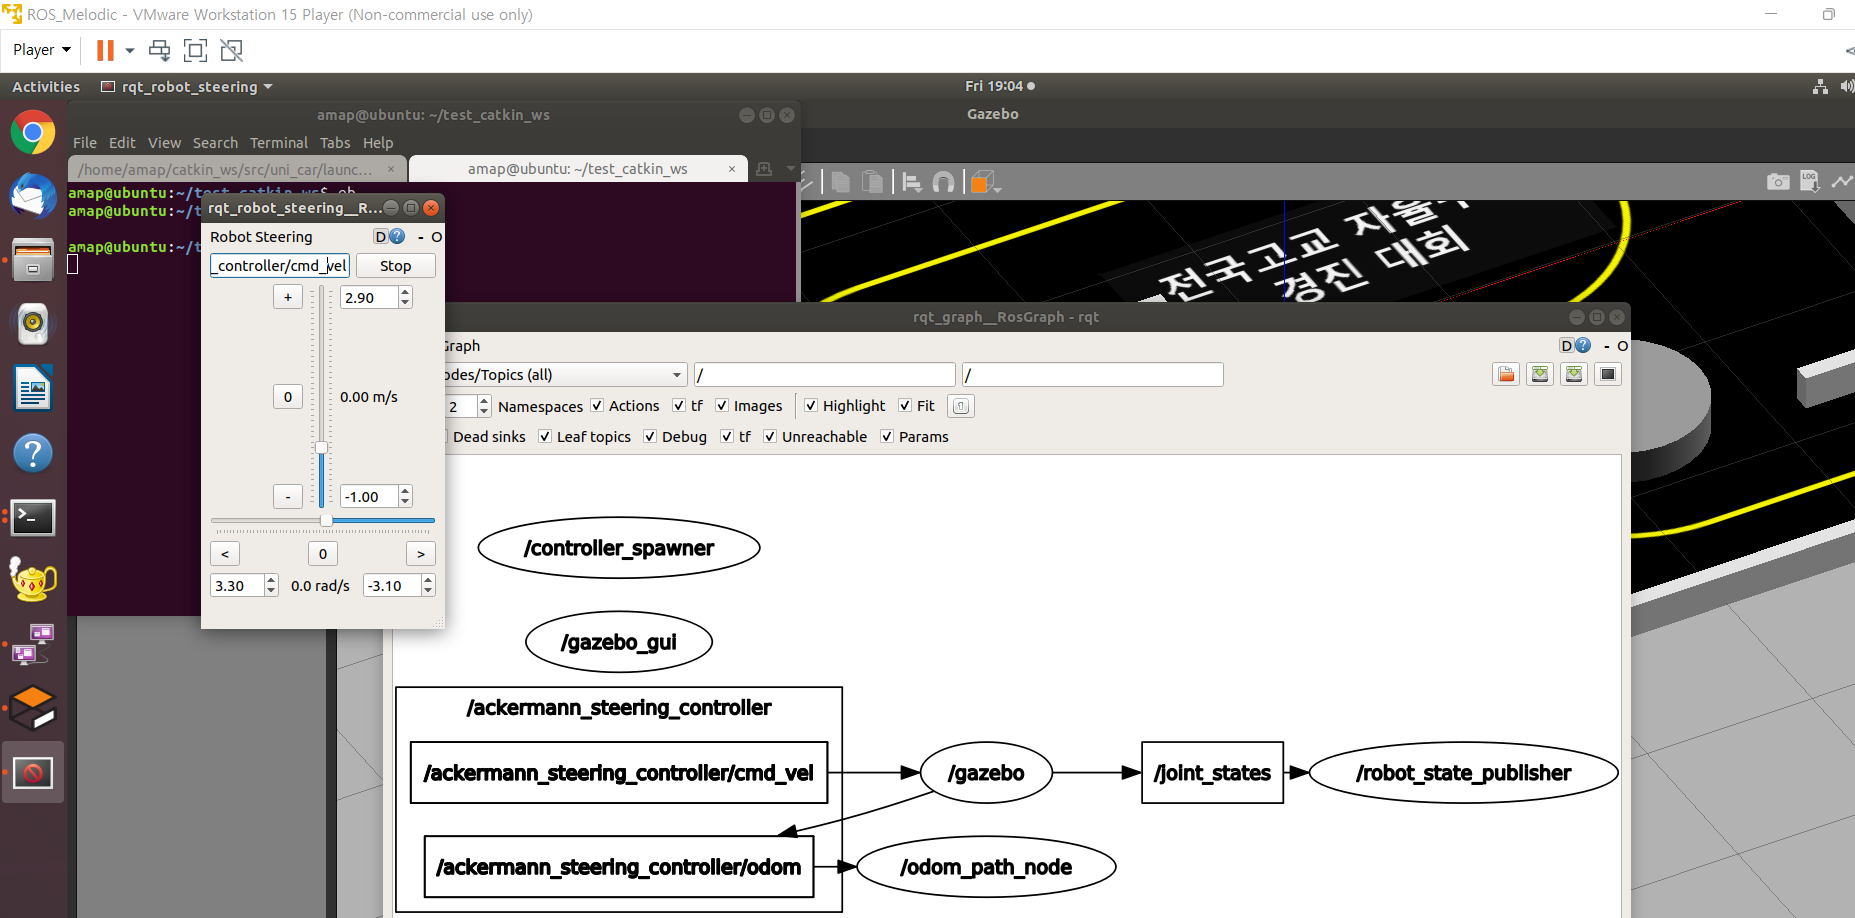 ROS_Melodic - VMware Workstation 15 Player (Non-commercial use only)
Player
Activities
rqt_robot_steering
Fri 19:04
amap@ubuntu: ~/test_catkin_ws
Gazebo
File Edit View Search Terminal Tabs Help
/home/amap/catkin_ws/src/uni_car/launc...
amap@ubuntu: ~/test_catkin_ws
amap@ubuntu:~/test_catkin_ws$
amap@ubuntu:~/t
amap@ubuntu:~/t
LOG
rqt_robot_steering__R...
Robot Steering
D ? - O
_controller/cmd_vel
Stop
+
2.90
0
0.00 m/s
-
-1.00
<
0
>
3.30
0.0 rad/s
-3.10
전국고교
경진 대회
rqt_graph__RosGraph - rqt
Graph
D ? - O
odes/Topics (all)
/
/
2
Namespaces
Actions
tf
Images
Highlight
Fit
Dead sinks
Leaf topics
Debug
tf
Unreachable
Params
/controller_spawner
/gazebo_gui
/ackermann_steering_controller
/ackermann_steering_controller/cmd_vel
/gazebo
/joint_states
/robot_state_publisher
/ackermann_steering_controller/odom
/odom_path_node